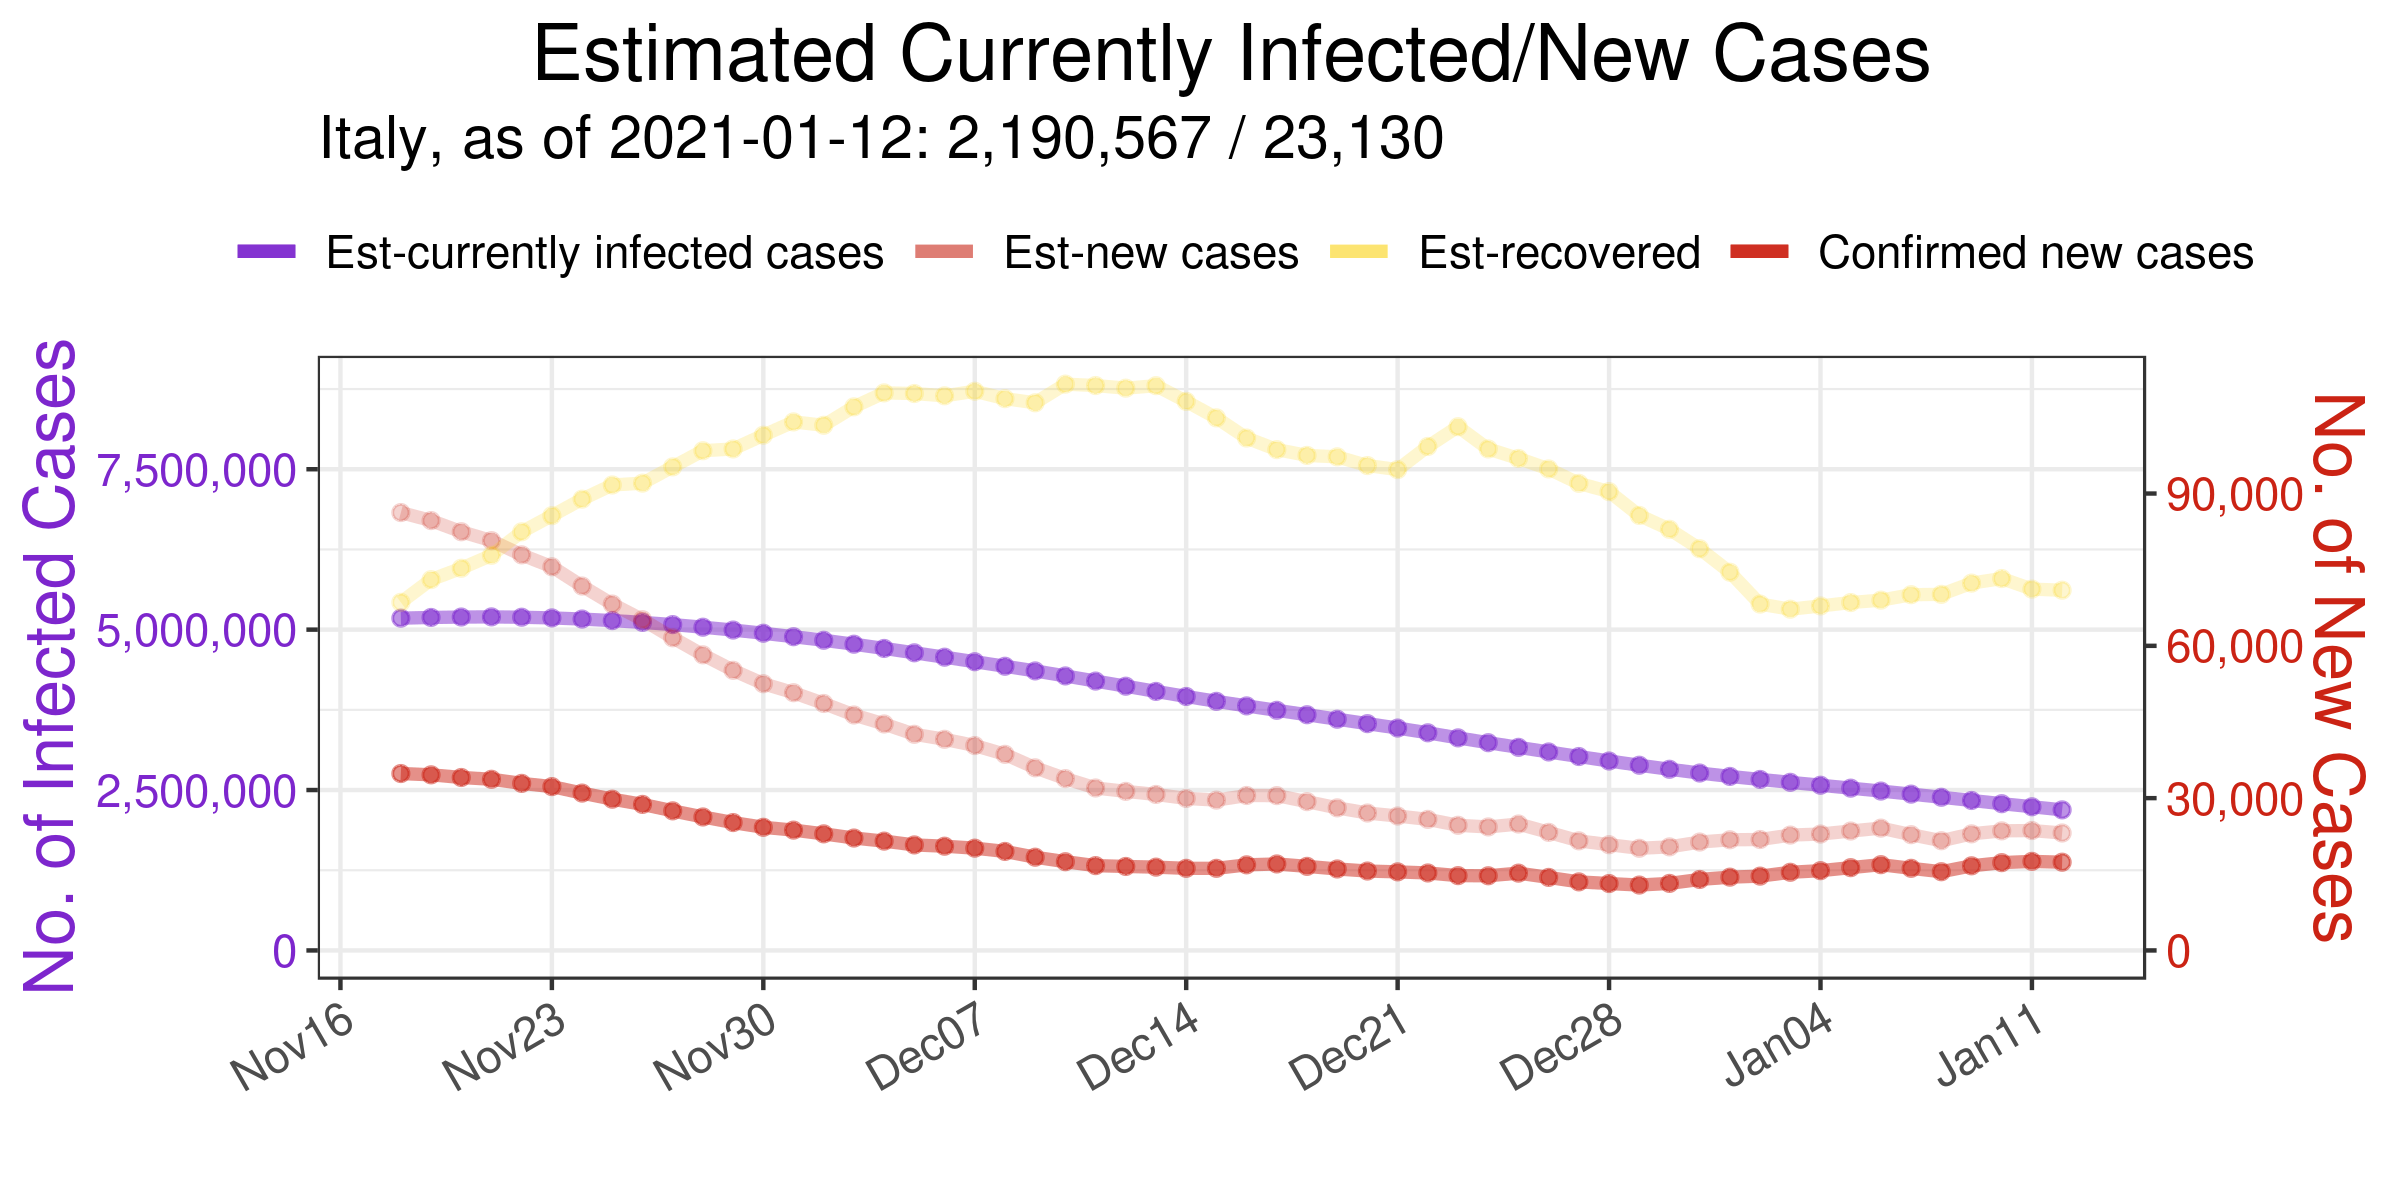 Estimated Currently Infected/New Cases
Italy, as of 2021-01-12: 2,190,567 / 23,130
Est-currently infected cases Est-new cases Est-recovered Confirmed new cases
No. of Infected Cases
7,500,000
5,000,000
2,500,000
0
90,000
60,000
30,000
0
No. of New Cases
Nov16 Nov23 Nov30 Dec07 Dec14 Dec21 Dec28 Jan04 Jan11